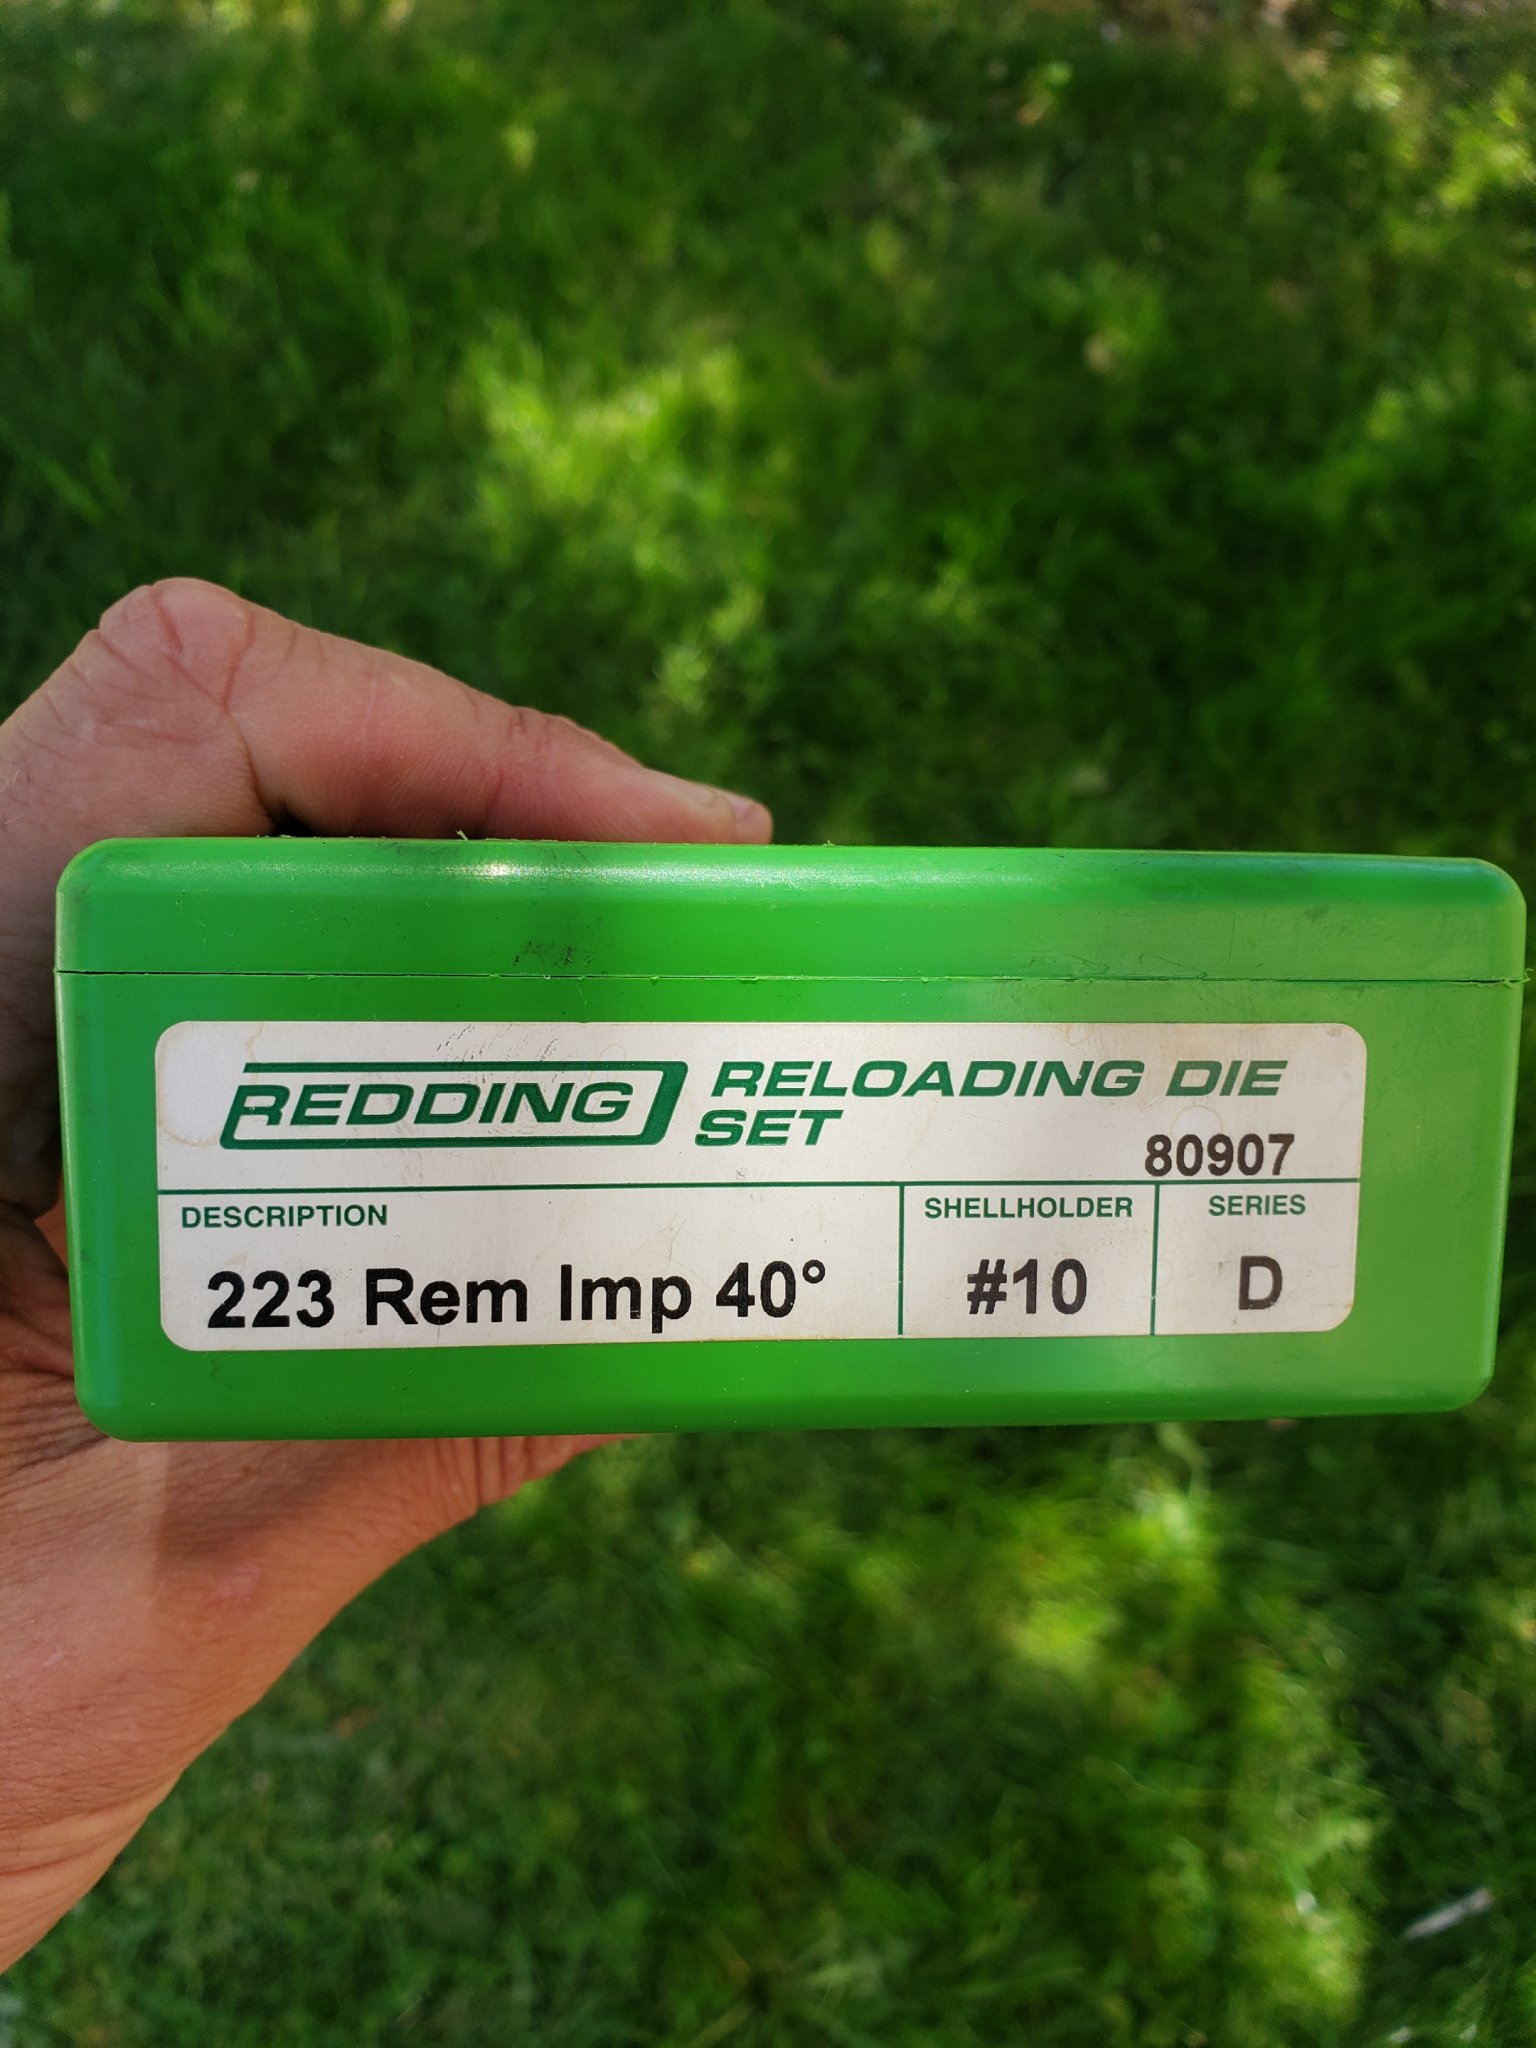 REDDING RELOADING DIE
SET
80907
DESCRIPTION SHELLHOLDER SERIES
223 Rem Imp 40° #10 D